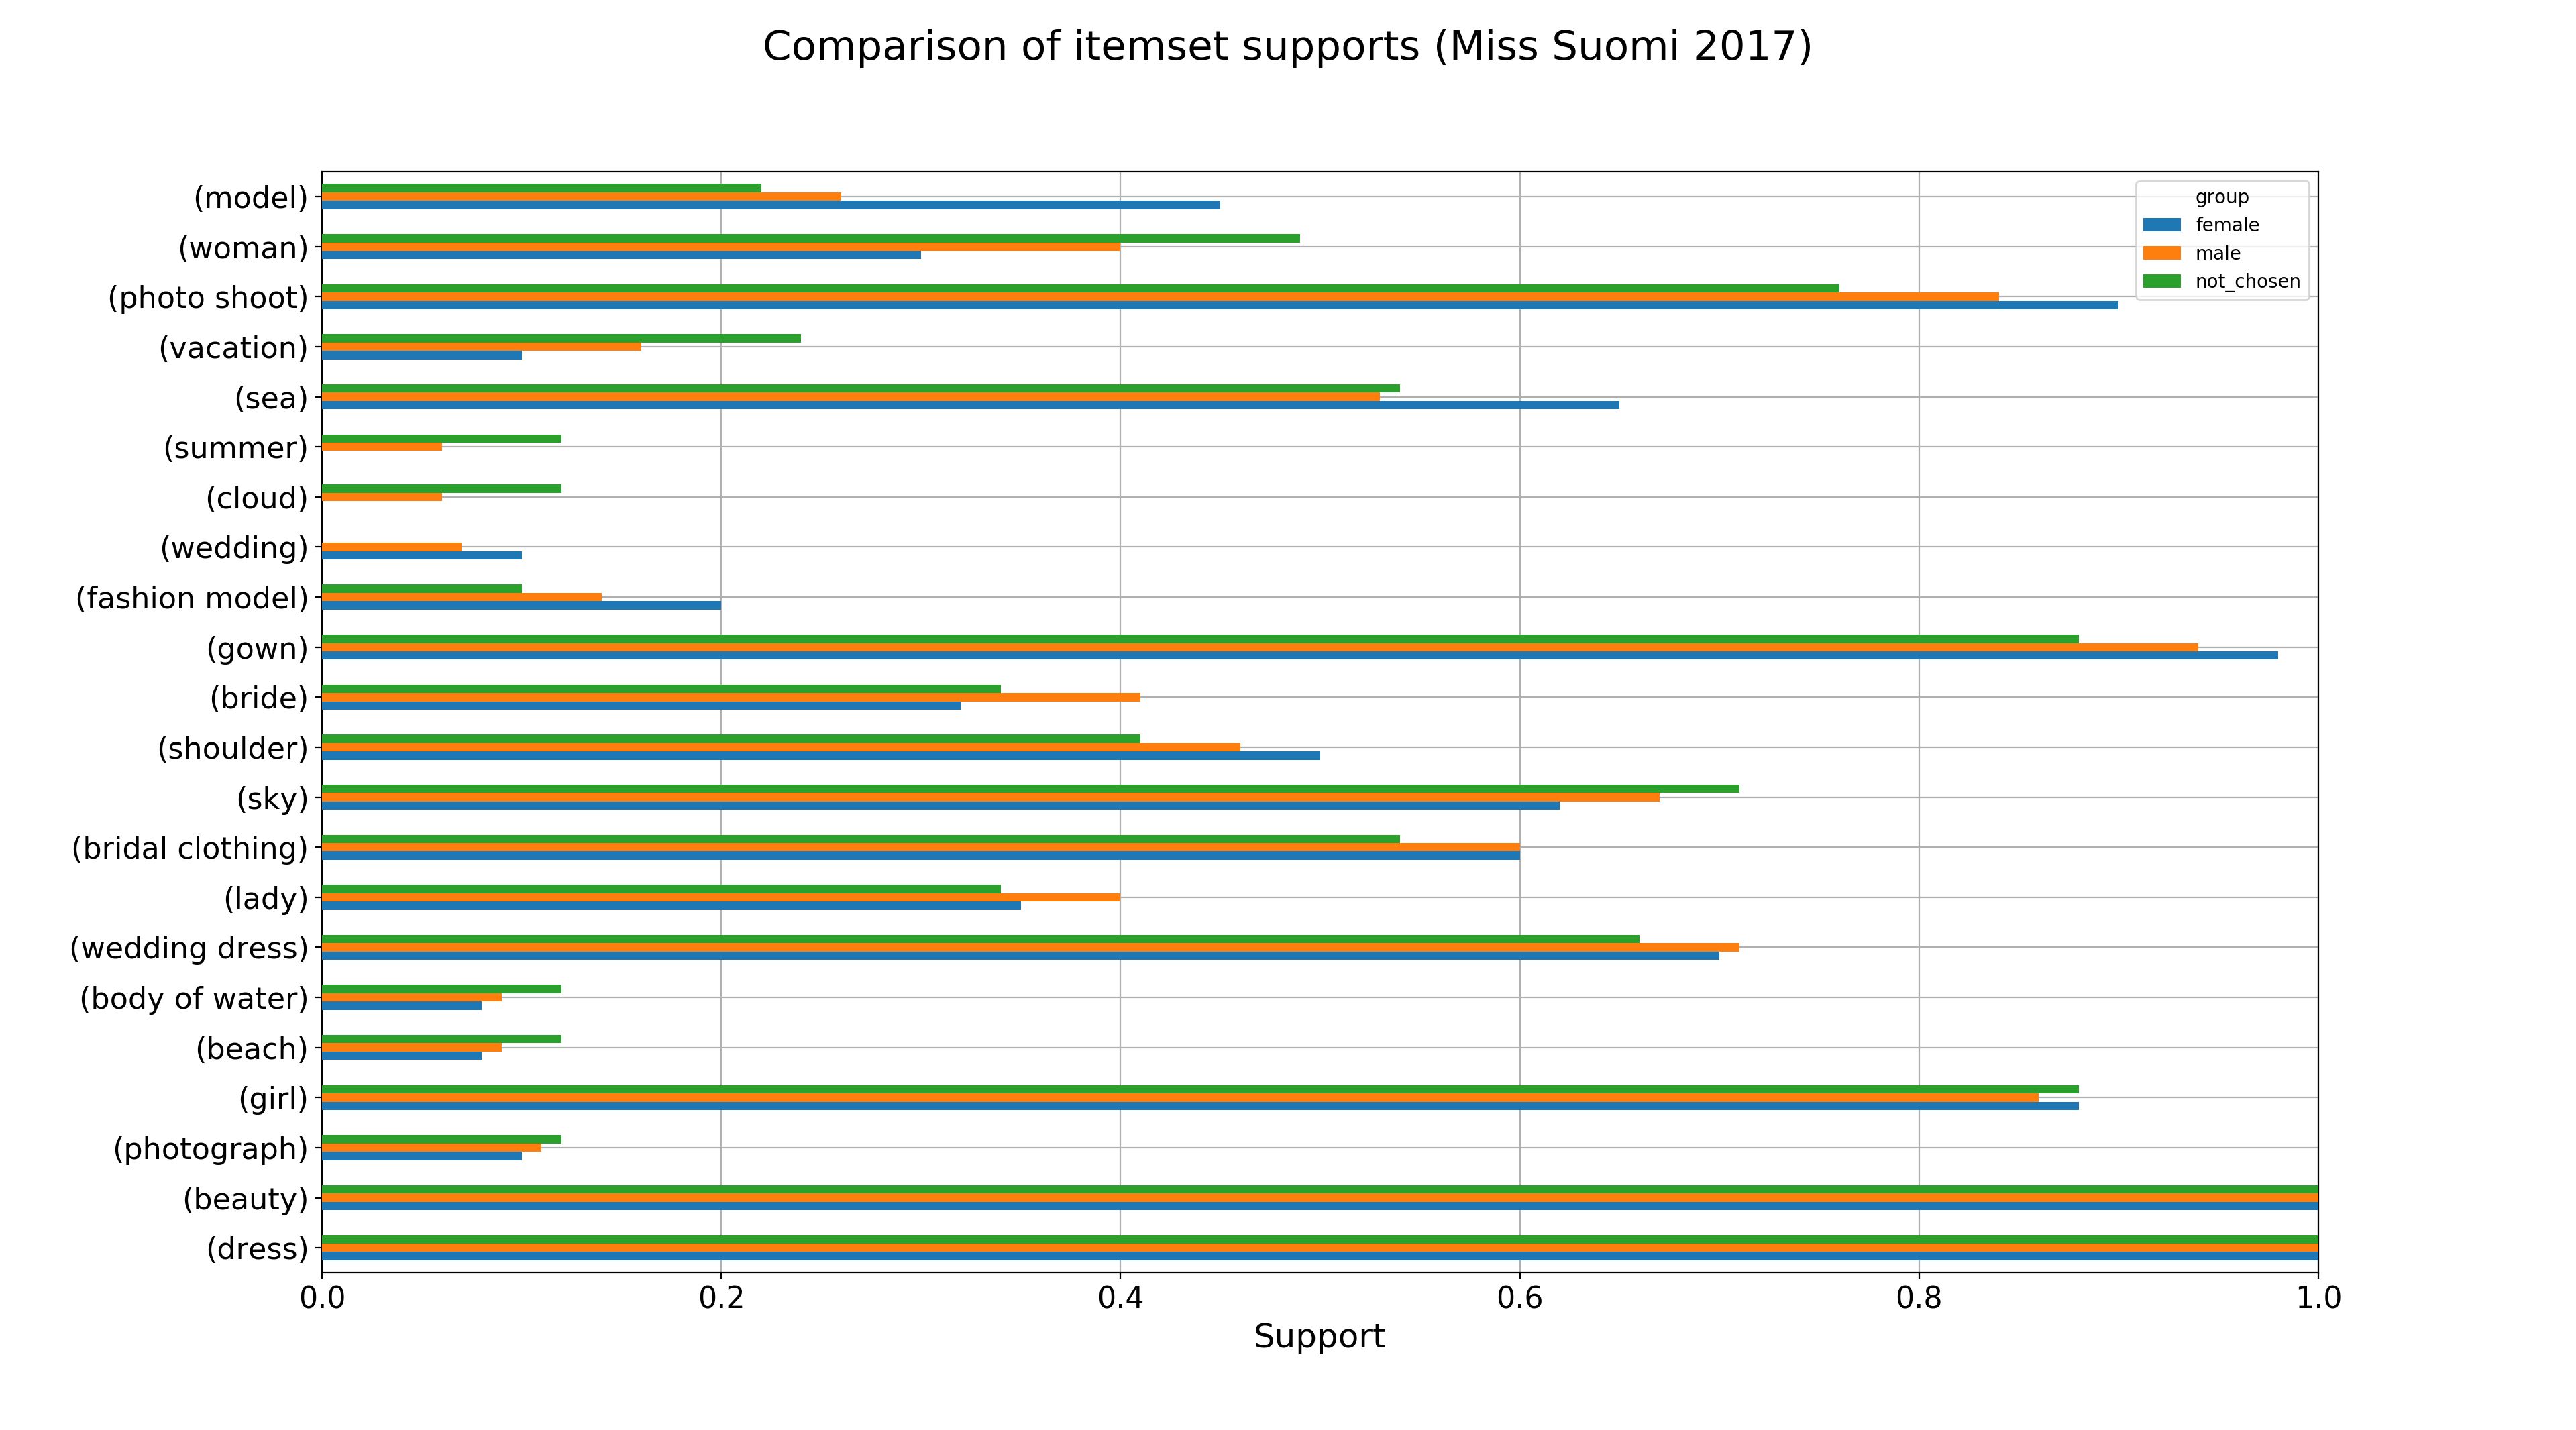 Comparison of itemset supports (Miss Suomi 2017)
group
female
male
not_chosen
(model)
(woman)
(photo shoot)
(vacation)
(sea)
(summer)
(cloud)
(wedding)
(fashion model)
(gown)
(bride)
(shoulder)
(sky)
(bridal clothing)
(lady)
(wedding dress)
(body of water)
(beach)
(girl)
(photograph)
(beauty)
(dress)
0.0 0.2 0.4 0.6 0.8 1.0
Support